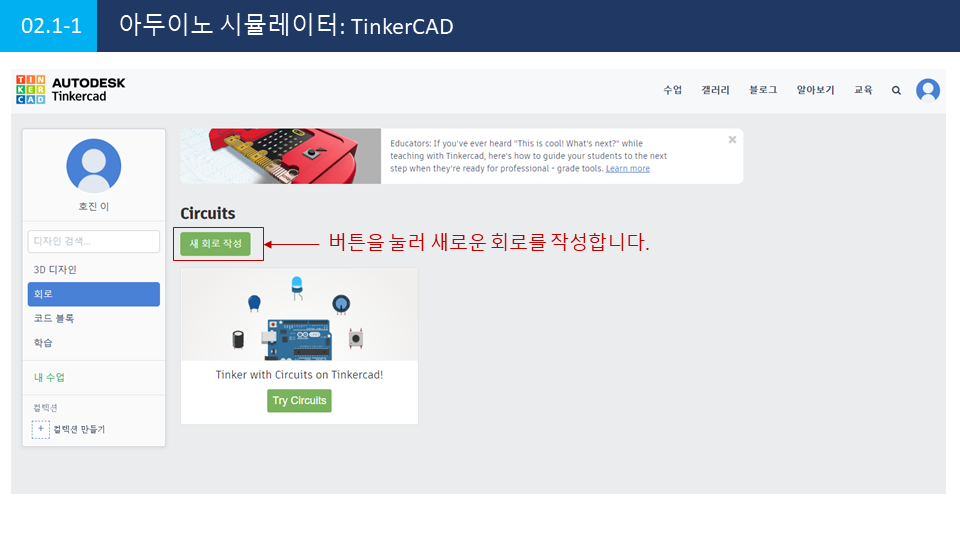 02.1-1
아두이노 시뮬레이터: TinkerCAD
TIN
KER
CAD
AUTODESK
Tinkercad
수업 갤러리 블로그 알아보기 교육
호진 이
디자인 검색...
3D 디자인
회로
코드 블록
학습
내 수업
컬렉션
+ 컬렉션 만들기
Educators: If you've ever heard "This is cool! What's next?" while
teaching with Tinkercad, here's how to guide your students to the next
step when they're ready for professional - grade tools. Learn more
Circuits
새 회로 작성
버튼을 눌러 새로운 회로를 작성합니다.
Tinker with Circuits on Tinkercad!
Try Circuits